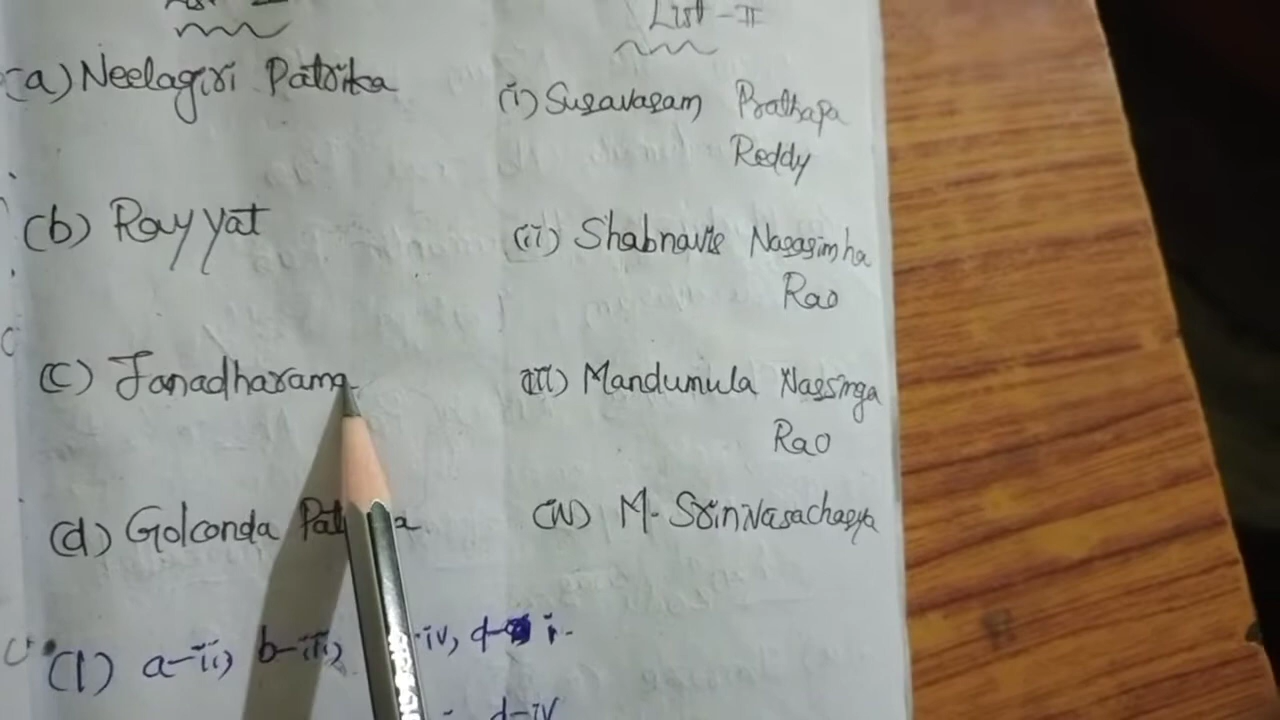 List-II
(a) Neelagiri Patrika
(i) Suravaram Prathapa
Reddy
(b) Rayyat
(ii) Shabnavis Narasimha
Rao
(c) Janadharama
(iii) Mandumula Narsinga
Rao
(d) Golconda
(iv) M. Srinivasacharya
(1) a-ii, b-iii, -iv, d- i.
d-iv